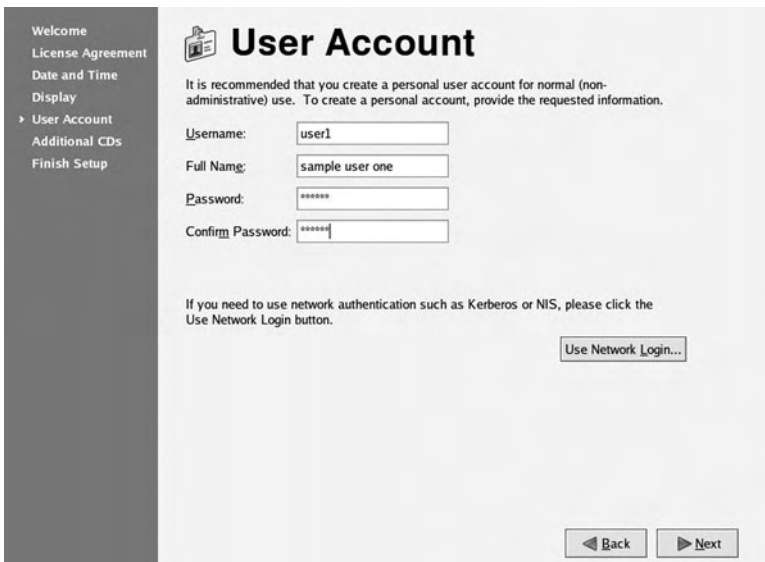 Welcome
License Agreement
Date and Time
Display
User Account
Additional CDs
Finish Setup
User Account
It is recommended that you create a personal user account for normal (non-
administrative) use. To create a personal account, provide the requested information.
Username: user1
Full Name: sample user one
Password: ******
Confirm Password: ******
If you need to use network authentication such as Kerberos or NIS, please click the
Use Network Login button.
Use Network Login...
Back Next